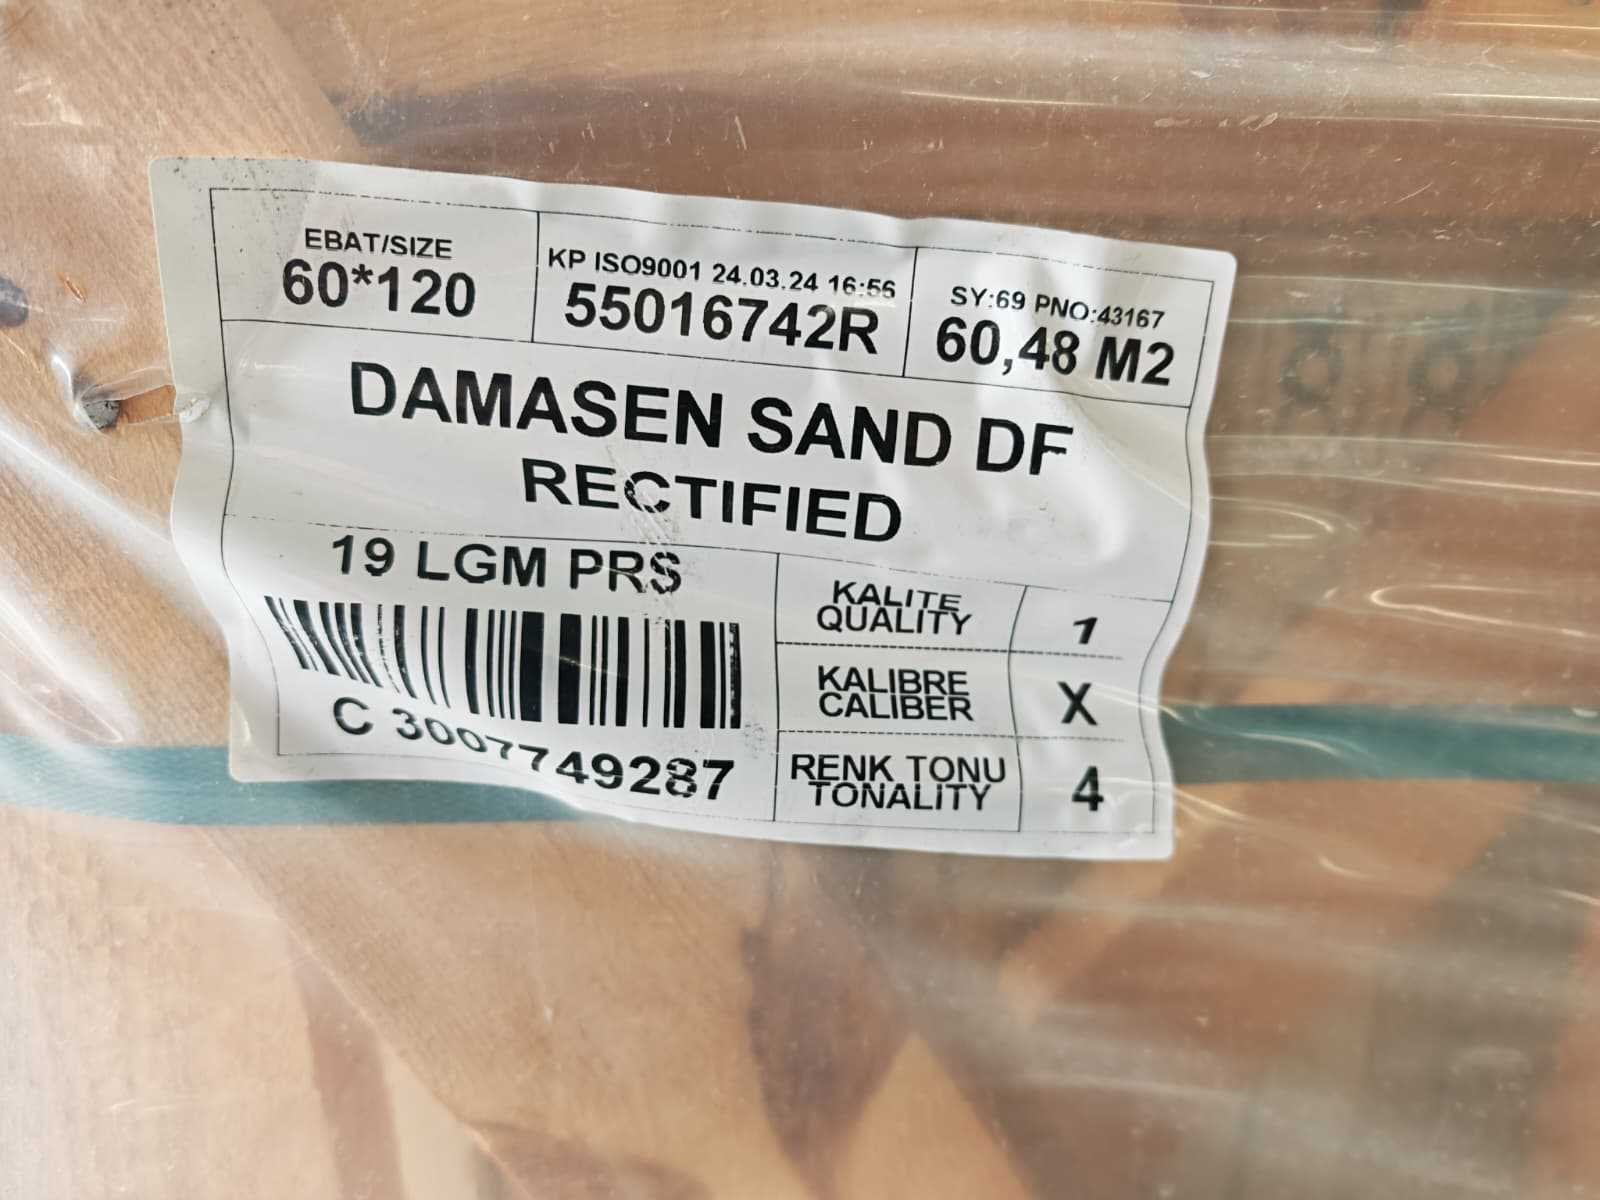 EBAT/SIZE
60*120
KP ISO9001 24.03.24 16:56
55016742R
SY:69 PNO:43167
60,48 M2
DAMASEN SAND DF
RECTIFIED
19 LGM PRS
C 3007749287
KALITE
QUALITY
1
KALIBRE
CALIBER
X
RENK TONU
TONALITY
4